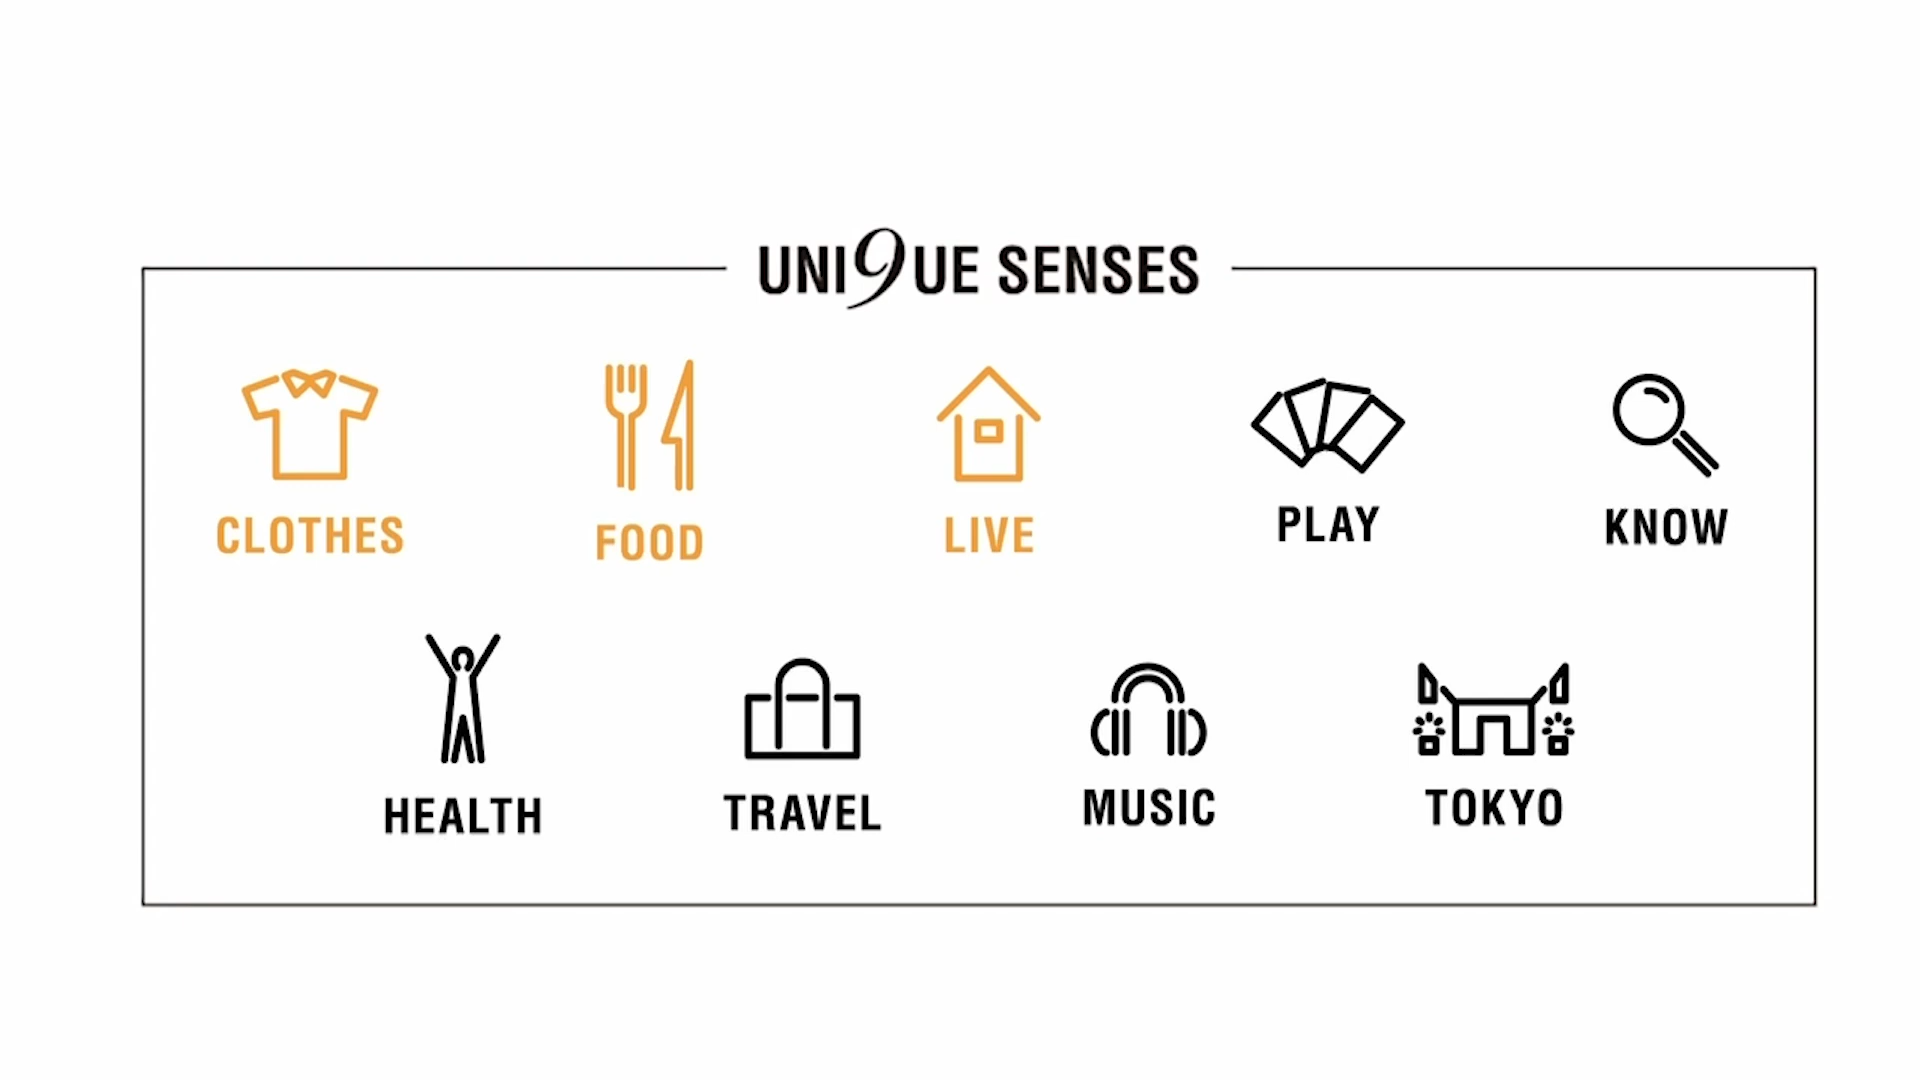 UNI9UE SENSES
CLOTHES FOOD LIVE PLAY KNOW
HEALTH TRAVEL MUSIC TOKYO